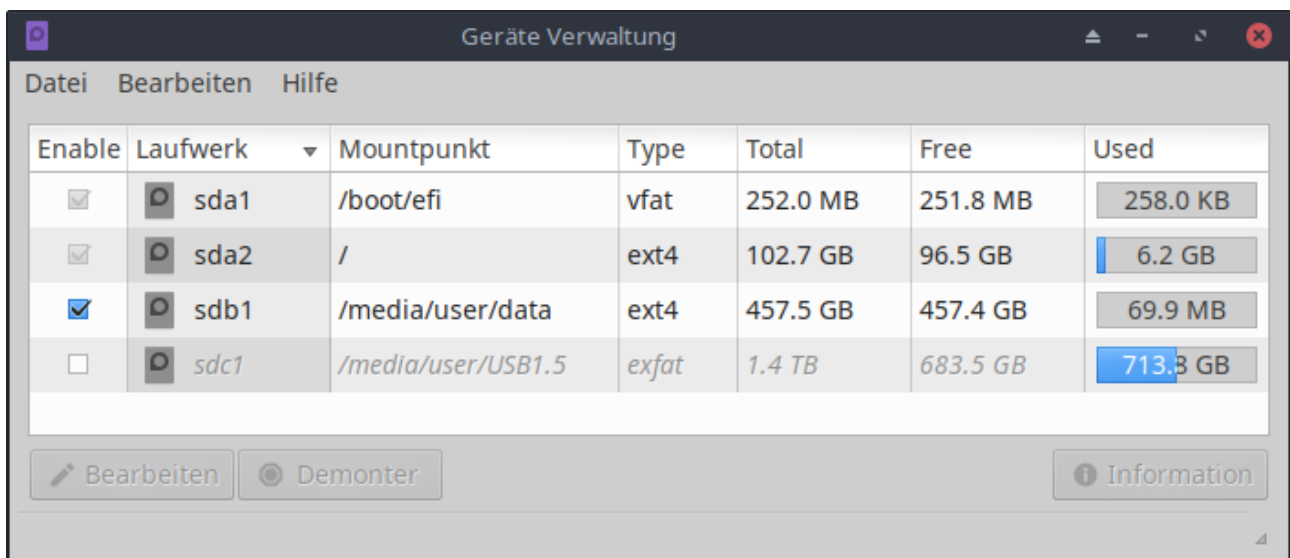 Geräte Verwaltung
Datei Bearbeiten Hilfe
Enable Laufwerk Mountpunkt Type Total Free Used
sda1 /boot/efi vfat 252.0 MB 251.8 MB 258.0 KB
sda2 / ext4 102.7 GB 96.5 GB 6.2 GB
sdb1 /media/user/data ext4 457.5 GB 457.4 GB 69.9 MB
sdc1 /media/user/USB1.5 exfat 1.4 TB 683.5 GB 713.8 GB
Bearbeiten Demonter Information